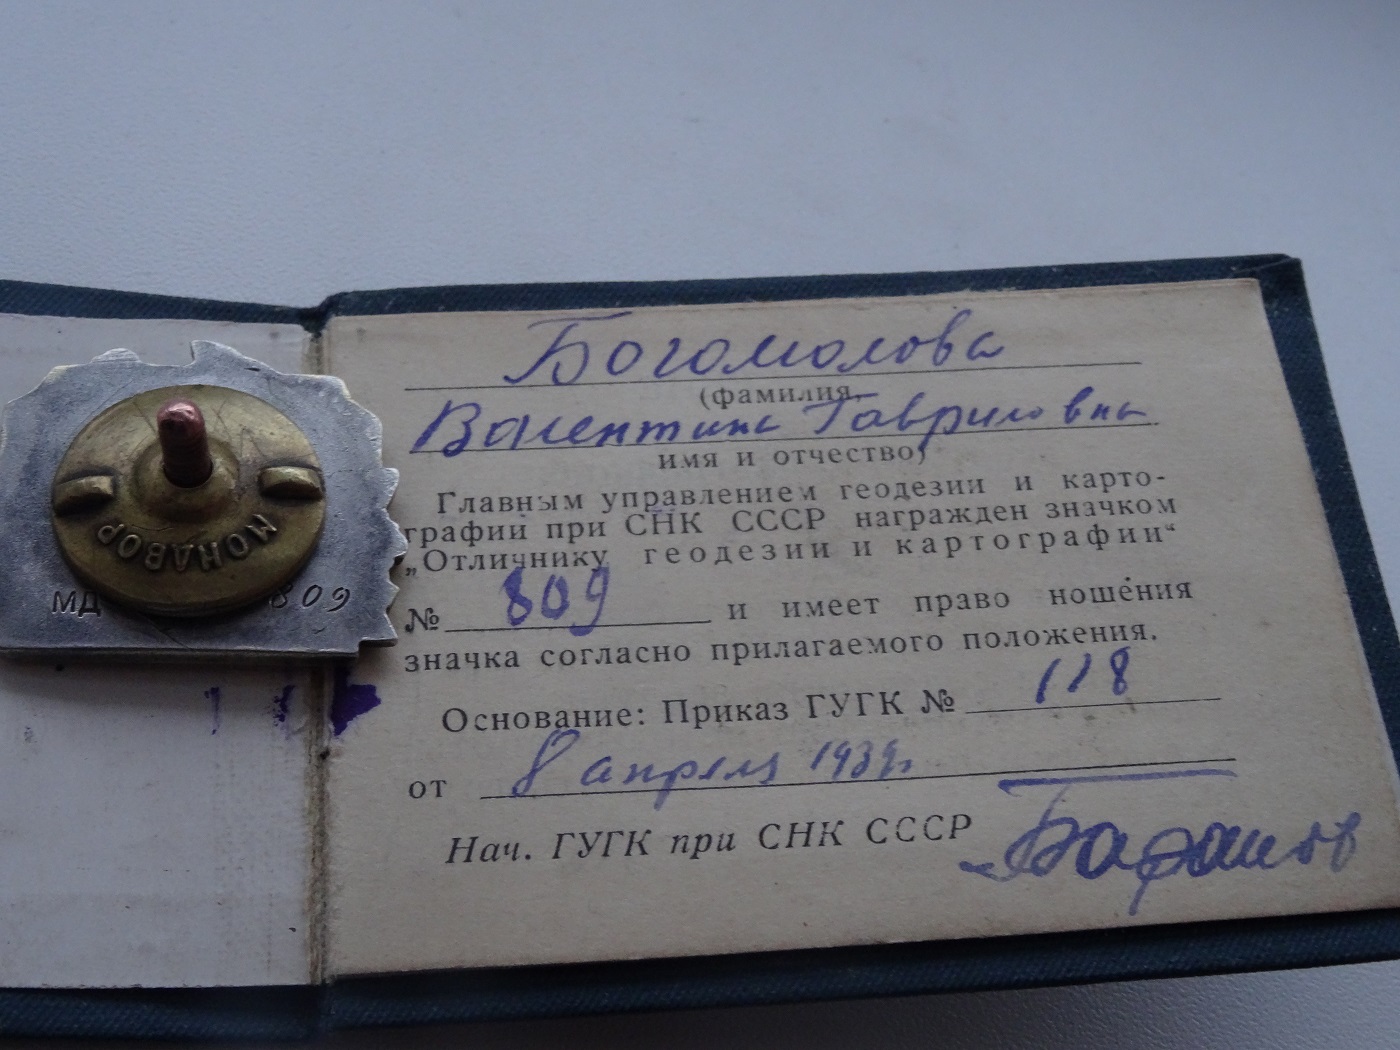 МОНДВОР
МД 809
Богомолова
(фамилия,
Валентина Гавриловна
имя и отчество)
Главным управлением геодезии и карто-
графии при СНК СССР награжден значком
„Отличнику геодезии и картографии“
№ 809 и имеет право ношения
значка согласно прилагаемого положения.
Основание: Приказ ГУГК № 118
от 8 апреля 1939г.
Нач. ГУГК при СНК СССР Баранов